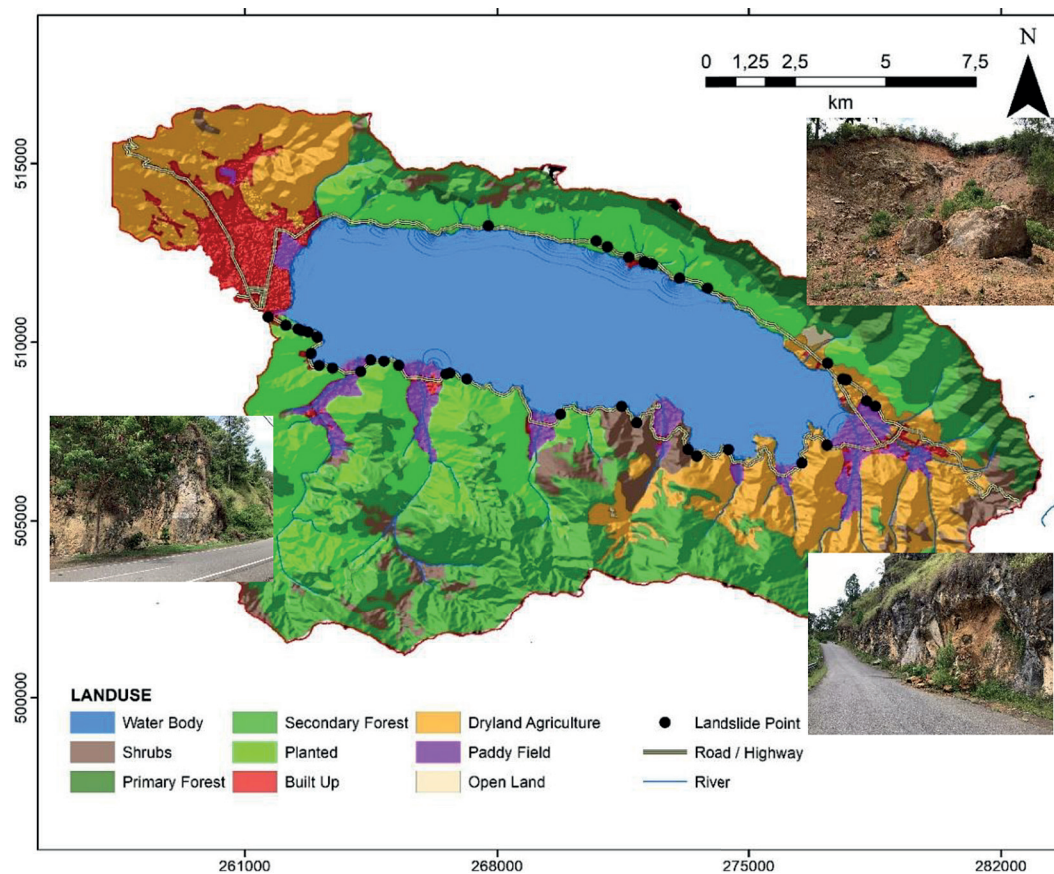 N
0 1,25 2,5 5 7,5
km
515000
510000
505000
500000
LANDUSE
Water Body Secondary Forest Dryland Agriculture Landslide Point
Shrubs Planted Paddy Field Road / Highway
Primary Forest Built Up Open Land River
261000 268000 275000 282000